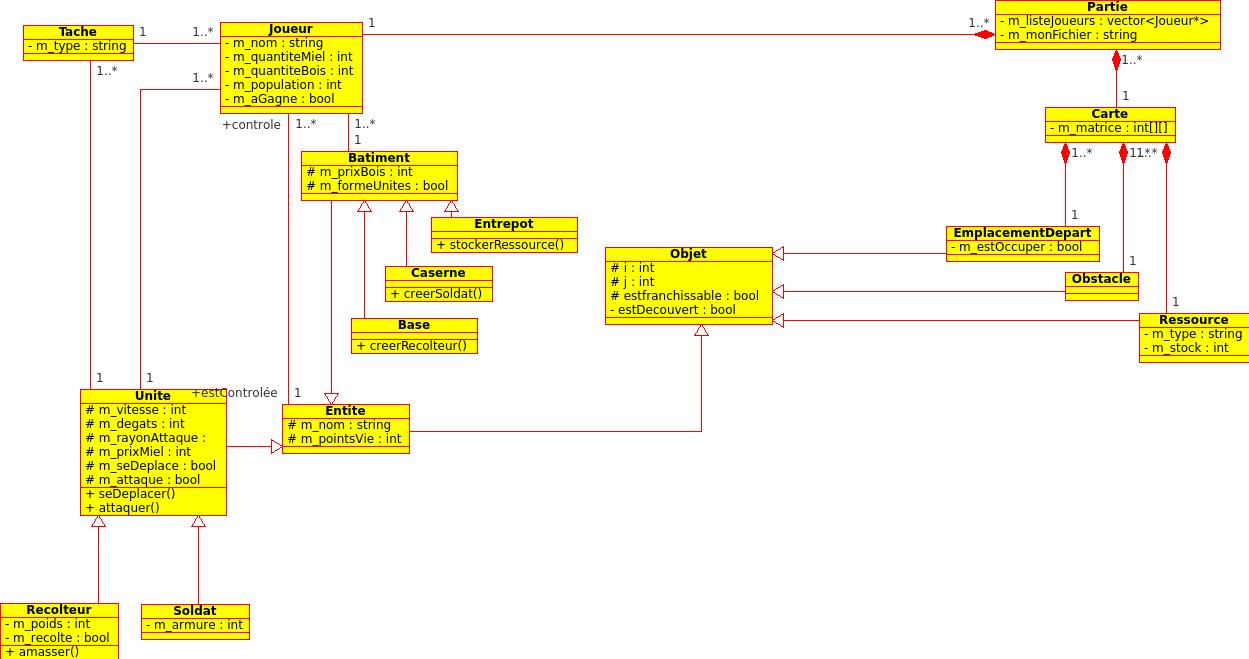 Partie
- m_listeJoueurs : vector<Joueur*>
- m_monFichier : string
Tache
- m_type : string
1
1..*
Joueur
- m_nom : string
- m_quantiteMiel : int
- m_quantiteBois : int
- m_population : int
- m_aGagne : bool
1
1..*
1..*
1..*
1..*
1
Carte
- m_matrice : int[][]
+controle
1..*
1..*
1
1..*
11.**
Batiment
# m_prixBois : int
# m_formeUnites : bool
Entrepot
+ stockerRessource()
1
EmplacementDepart
- m_estOccuper : bool
Objet
# i : int
# j : int
# estfranchissable : bool
- estDecouvert : bool
1
Caserne
+ creerSoldat()
Obstacle
1
Base
+ creerRecolteur()
Ressource
- m_type : string
- m_stock : int
1
1
+estControlée
1
Unite
# m_vitesse : int
# m_degats : int
# m_rayonAttaque :
# m_prixMiel : int
# m_seDeplace : bool
# m_attaque : bool
+ seDeplacer()
+ attaquer()
Entite
# m_nom : string
# m_pointsVie : int
Recolteur
- m_poids : int
- m_recolte : bool
+ amasser()
Soldat
- m_armure : int